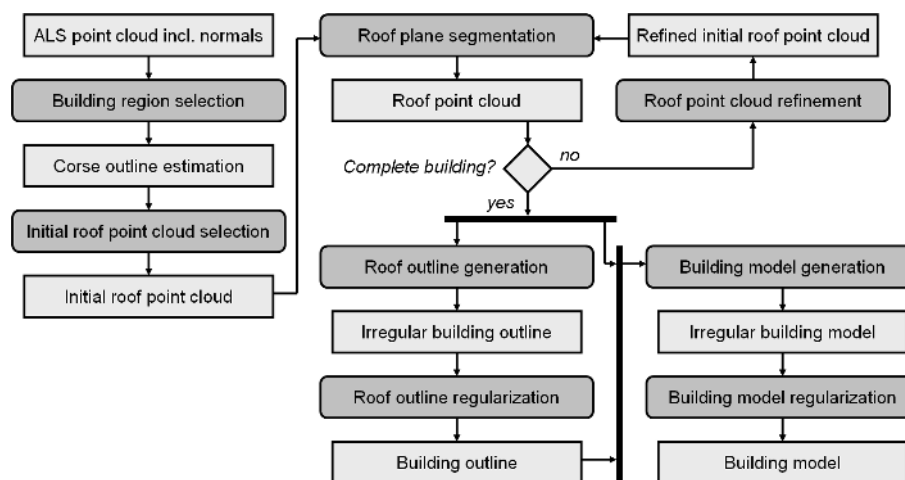 ALS point cloud incl. normals
Building region selection
Corse outline estimation
Initial roof point cloud selection
Initial roof point cloud
Roof plane segmentation
Roof point cloud
Complete building?
no
yes
Refined initial roof point cloud
Roof point cloud refinement
Roof outline generation
Irregular building outline
Roof outline regularization
Building outline
Building model generation
Irregular building model
Building model regularization
Building model